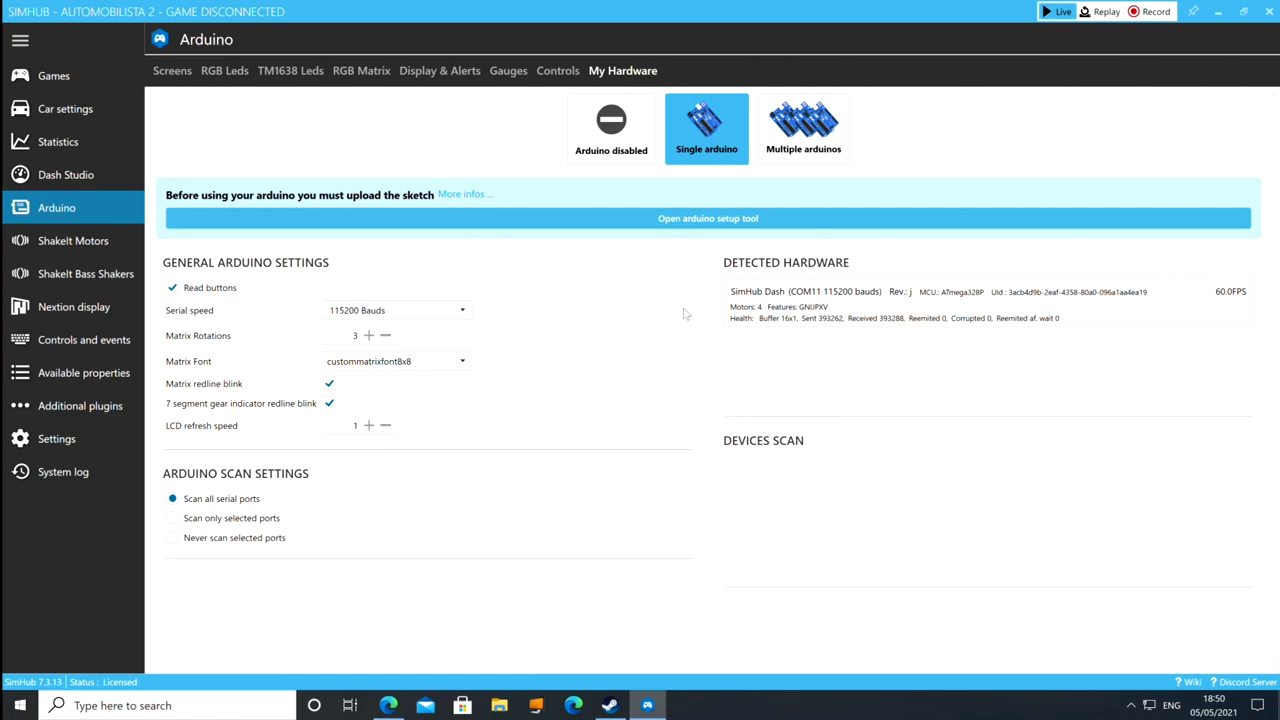 SIMHUB - AUTOMOBILISTA 2 - GAME DISCONNECTED
Live Replay Record
Arduino
Games
Car settings
Statistics
Dash Studio
Arduino
ShakeIt Motors
ShakeIt Bass Shakers
Nextion display
Controls and events
Available properties
Additional plugins
Settings
System log
Screens RGB Leds TM1638 Leds RGB Matrix Display & Alerts Gauges Controls My Hardware
Arduino disabled Single arduino Multiple arduinos
Before using your arduino you must upload the sketch More infos ...
Open arduino setup tool
GENERAL ARDUINO SETTINGS
Read buttons
Serial speed 115200 Bauds
Matrix Rotations 3
Matrix Font custommatrixfont8x8
Matrix redline blink
7 segment gear indicator redline blink
LCD refresh speed 1
ARDUINO SCAN SETTINGS
Scan all serial ports
Scan only selected ports
Never scan selected ports
DETECTED HARDWARE
SimHub Dash (COM11 115200 bauds) Rev.: j MCU.: ATmega328P UId : 3acb4d9b-2eaf-4358-80a0-096a1aa4ea19 60.0FPS
Motors: 4 Features: GNIJPXV
Health: Buffer 16x1, Sent 393262, Received 393288, Reemited 0, Corrupted 0, Reemited af. wait 0
DEVICES SCAN
SimHub 7.3.13 Status : Licensed
? Wiki ? Discord Server
Type here to search
ENG
18:50
05/05/2021